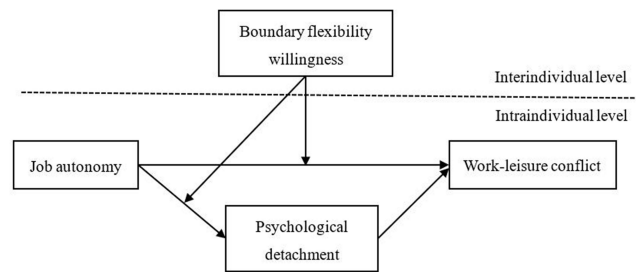 Boundary flexibility
willingness
Interindividual level
Intraindividual level
Job autonomy
Work-leisure conflict
Psychological
detachment